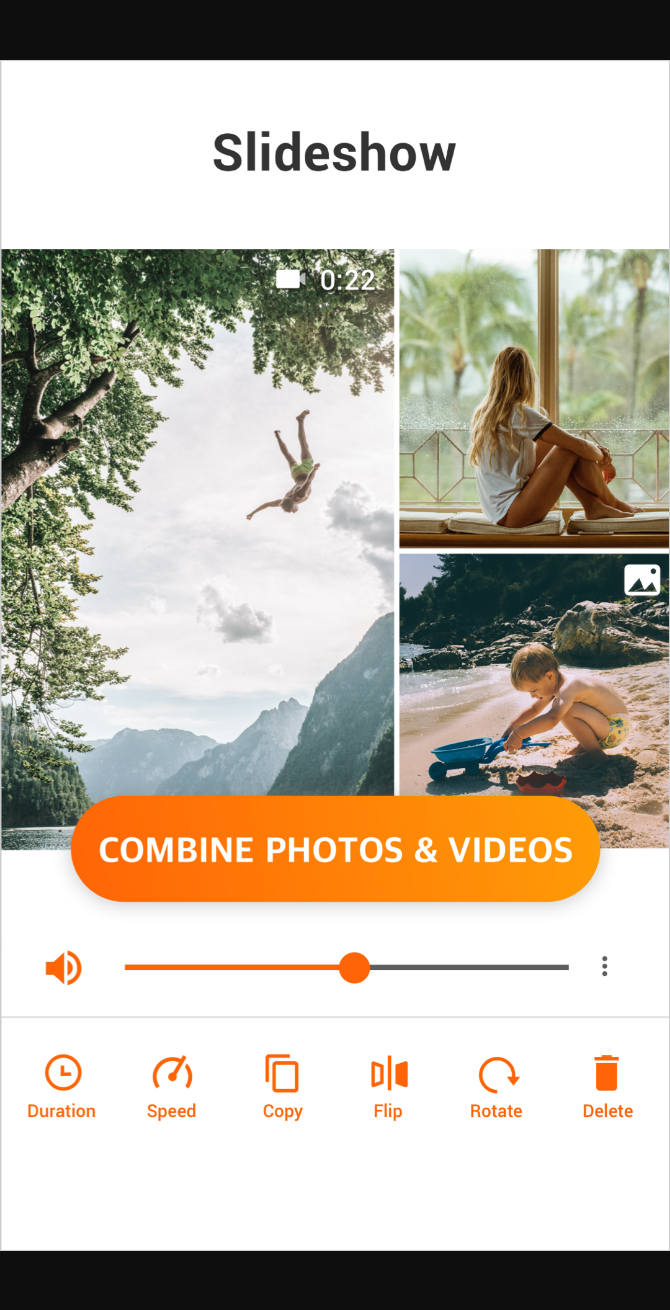 Slideshow
0:22
COMBINE PHOTOS & VIDEOS
Duration Speed Copy Flip Rotate Delete